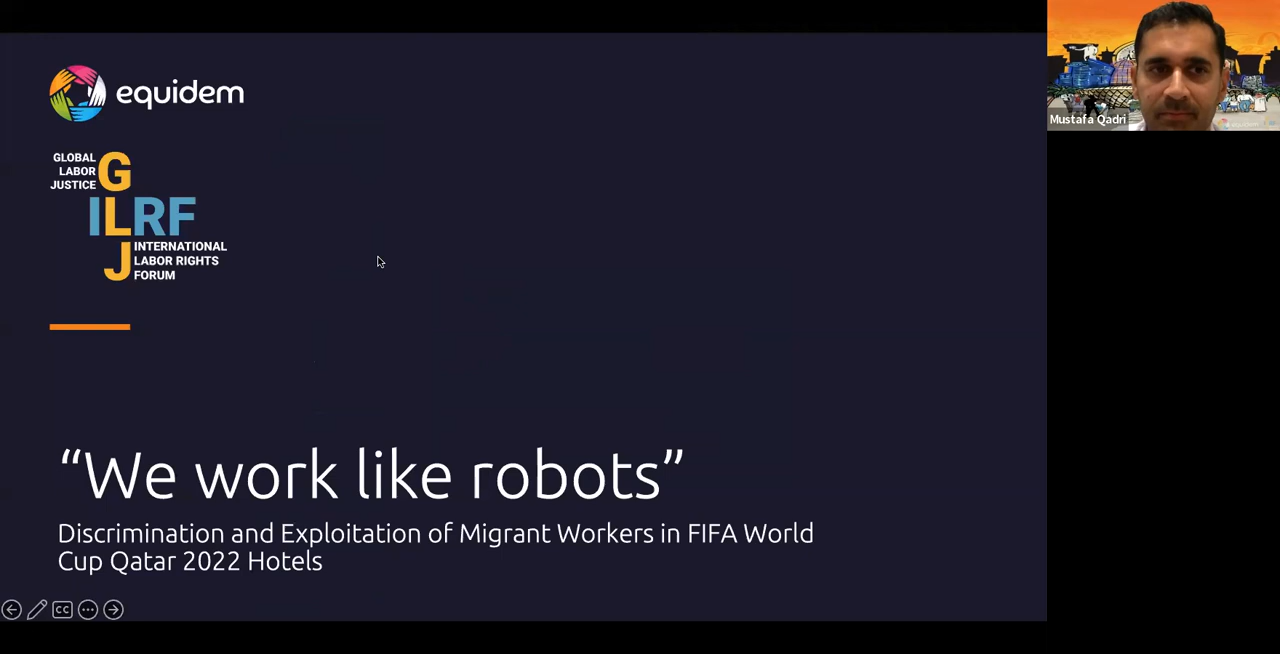 equidem
GLOBAL
LABOR
JUSTICE
G
ILRF
J
INTERNATIONAL
LABOR RIGHTS
FORUM
“We work like robots”
Discrimination and Exploitation of Migrant Workers in FIFA World
Cup Qatar 2022 Hotels
CC
Mustafa Qadri